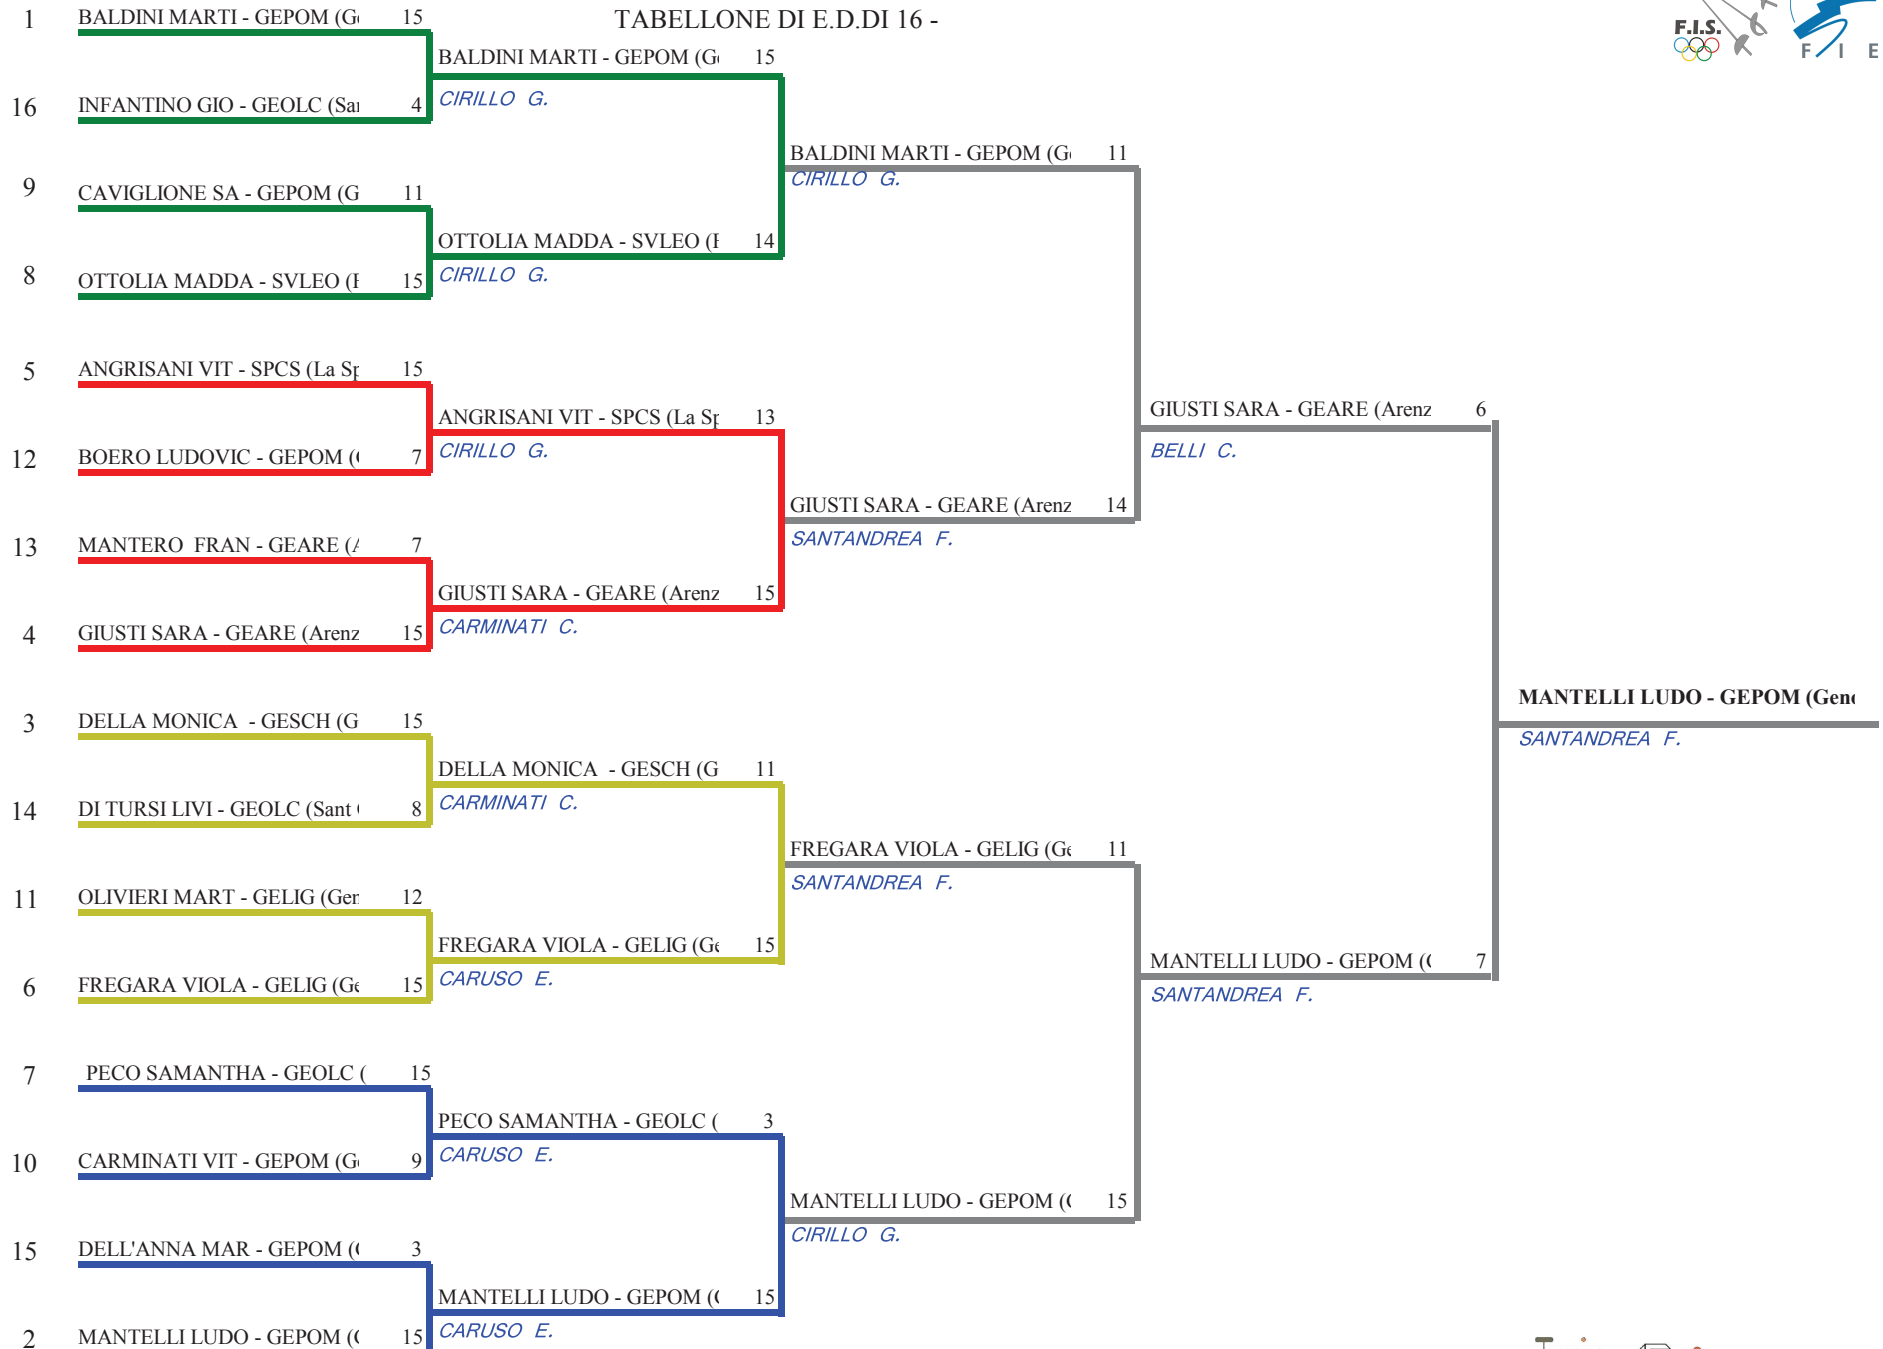 TABELLONE DI E.D.DI 16 -
F.I.S.
F I E
1 BALDINI MARTI - GEPOM (G 15
BALDINI MARTI - GEPOM (G 15
16 INFANTINO GIO - GEOLC (Sa 4
CIRILLO G.
BALDINI MARTI - GEPOM (G 11
CIRILLO G.
9 CAVIGLIONE SA - GEPOM (G 11
OTTOLIA MADDA - SVLEO ( 14
8 OTTOLIA MADDA - SVLEO ( 15
CIRILLO G.
5 ANGRISANI VIT - SPCS (La Sp 15
ANGRISANI VIT - SPCS (La Sp 13
GIUSTI SARA - GEARE (Arenz 6
12 BOERO LUDOVIC - GEPOM ( 7
CIRILLO G.
BELLI C.
GIUSTI SARA - GEARE (Arenz 14
SANTANDREA F.
13 MANTERO FRAN - GEARE ( 7
GIUSTI SARA - GEARE (Arenz 15
4 GIUSTI SARA - GEARE (Arenz 15
CARMINATI C.
MANTELLI LUDO - GEPOM (Gen
SANTANDREA F.
3 DELLA MONICA - GESCH (G 15
DELLA MONICA - GESCH (G 11
14 DI TURSI LIVI - GEOLC (Sant 8
CARMINATI C.
FREGARA VIOLA - GELIG (Ge 11
SANTANDREA F.
11 OLIVIERI MART - GELIG (Gen 12
FREGARA VIOLA - GELIG (Ge 15
MANTELLI LUDO - GEPOM ( 7
6 FREGARA VIOLA - GELIG (Ge 15
CARUSO E.
SANTANDREA F.
7 PECO SAMANTHA - GEOLC ( 15
PECO SAMANTHA - GEOLC ( 3
10 CARMINATI VIT - GEPOM (G 9
CARUSO E.
MANTELLI LUDO - GEPOM ( 15
CIRILLO G.
15 DELL'ANNA MAR - GEPOM ( 3
MANTELLI LUDO - GEPOM ( 15
2 MANTELLI LUDO - GEPOM ( 15
CARUSO E.